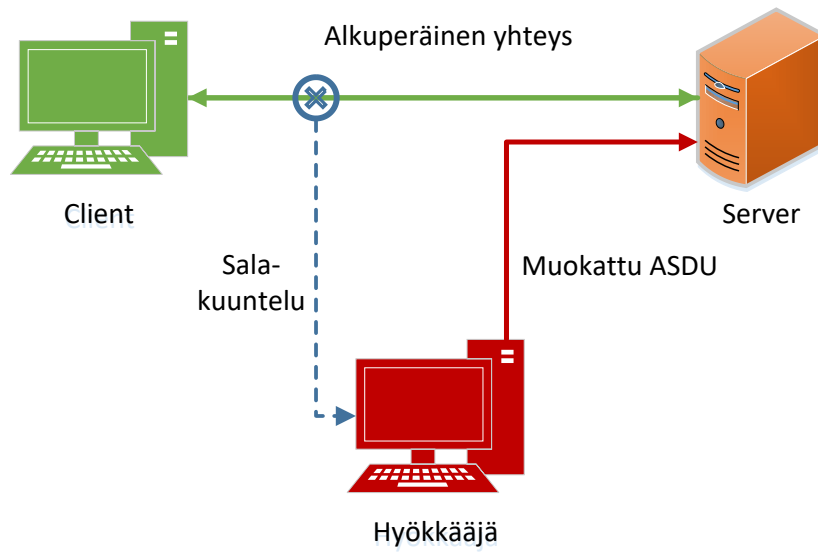 Alkuperäinen yhteys
Client
Server
Sala-
kuuntelu
Muokattu ASDU
Hyökkääjä